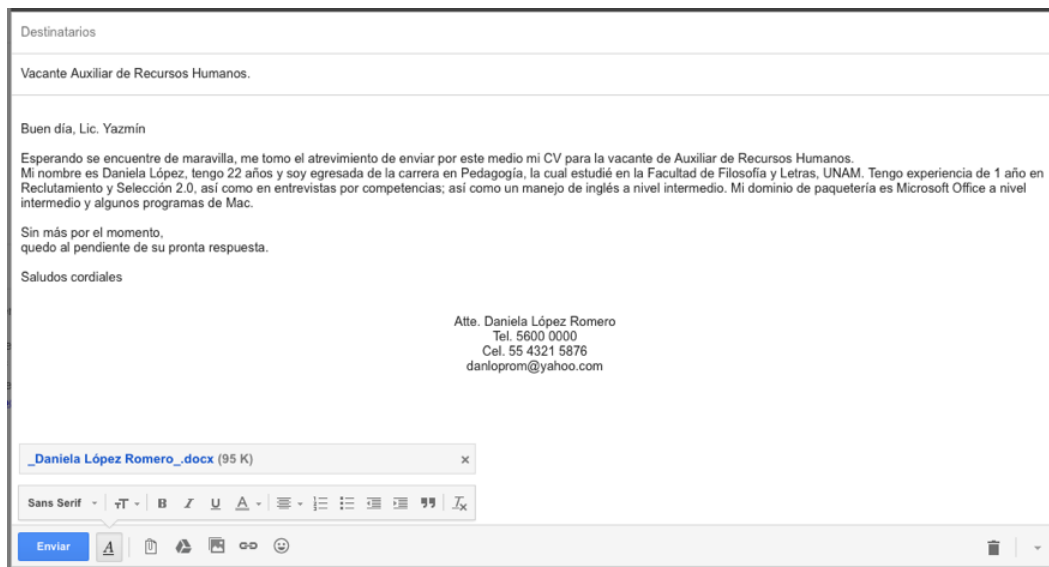 Destinatarios
Vacante Auxiliar de Recursos Humanos.
Buen día, Lic. Yazmín
Esperando se encuentre de maravilla, me tomo el atrevimiento de enviar por este medio mi CV para la vacante de Auxiliar de Recursos Humanos.
Mi nombre es Daniela López, tengo 22 años y soy egresada de la carrera en Pedagogía, la cual estudié en la Facultad de Filosofía y Letras, UNAM. Tengo experiencia de 1 año en
Reclutamiento y Selección 2.0, así como en entrevistas por competencias; así como un manejo de inglés a nivel intermedio. Mi dominio de paquetería es Microsoft Office a nivel
intermedio y algunos programas de Mac.
Sin más por el momento,
quedo al pendiente de su pronta respuesta.
Saludos cordiales
Atte. Daniela López Romero
Tel. 5600 0000
Cel. 55 4321 5876
danloprom@yahoo.com
_Daniela López Romero_.docx (95 K)
Sans Serif
Enviar